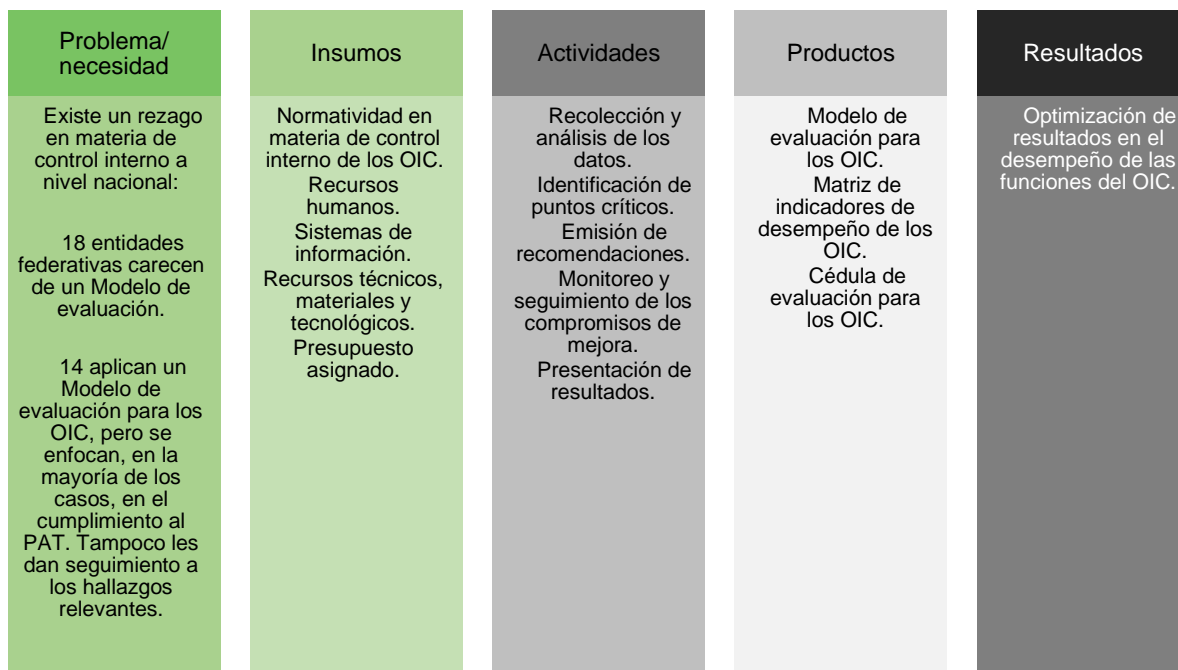 Problema/
necesidad
Existe un rezago
en materia de
control interno a
nivel nacional:
18 entidades
federativas carecen
de un Modelo de
evaluación.
14 aplican un
Modelo de
evaluación para los
OIC, pero se
enfocan, en la
mayoría de los
casos, en el
cumplimiento al
PAT. Tampoco les
dan seguimiento a
los hallazgos
relevantes.
Insumos
Normatividad en
materia de control
interno de los OIC.
Recursos
humanos.
Sistemas de
información.
Recursos técnicos,
materiales y
tecnológicos.
Presupuesto
asignado.
Actividades
Recolección y
análisis de los
datos.
Identificación de
puntos críticos.
Emisión de
recomendaciones.
Monitoreo y
seguimiento de los
compromisos de
mejora.
Presentación de
resultados.
Productos
Modelo de
evaluación para
los OIC.
Matriz de
indicadores de
desempeño de los
OIC.
Cédula de
evaluación para
los OIC.
Resultados
Optimización de
resultados en el
desempeño de las
funciones del OIC.